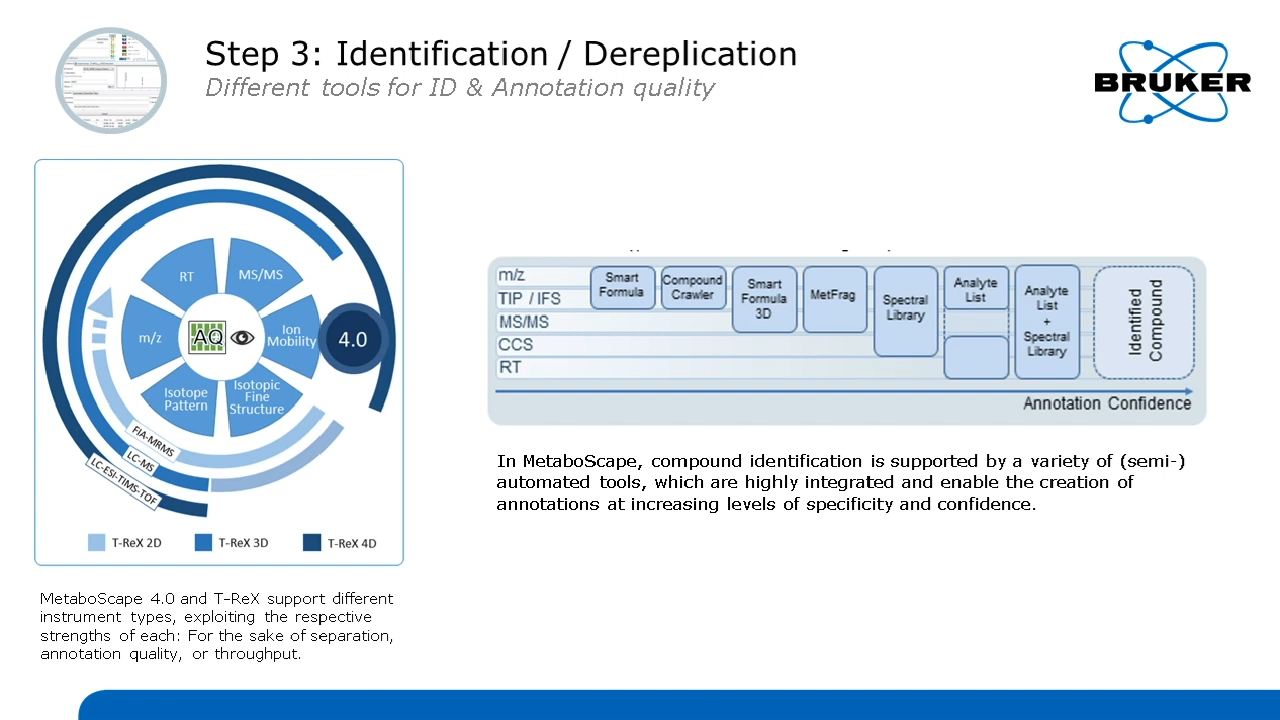 Step 3: Identification / Dereplication
Different tools for ID & Annotation quality
BRUKER
RT
MS/MS
m/z
AQ
Ion
Mobility
4.0
Isotope
Pattern
Isotopic
Fine
Structure
FIA-MRMS
LC-MS
LC-ESI-TIMS-TOF
T-ReX 2D
T-ReX 3D
T-ReX 4D
MetaboScape 4.0 and T-ReX support different
instrument types, exploiting the respective
strengths of each: For the sake of separation,
annotation quality, or throughput.
m/z
TIP / IFS
MS/MS
CCS
RT
Smart
Formula
Compound
Crawler
Smart
Formula
3D
MetFrag
Spectral
Library
Analyte
List
Analyte
List
+
Spectral
Library
Identified
Compound
Annotation Confidence
In MetaboScape, compound identification is supported by a variety of (semi-)
automated tools, which are highly integrated and enable the creation of
annotations at increasing levels of specificity and confidence.